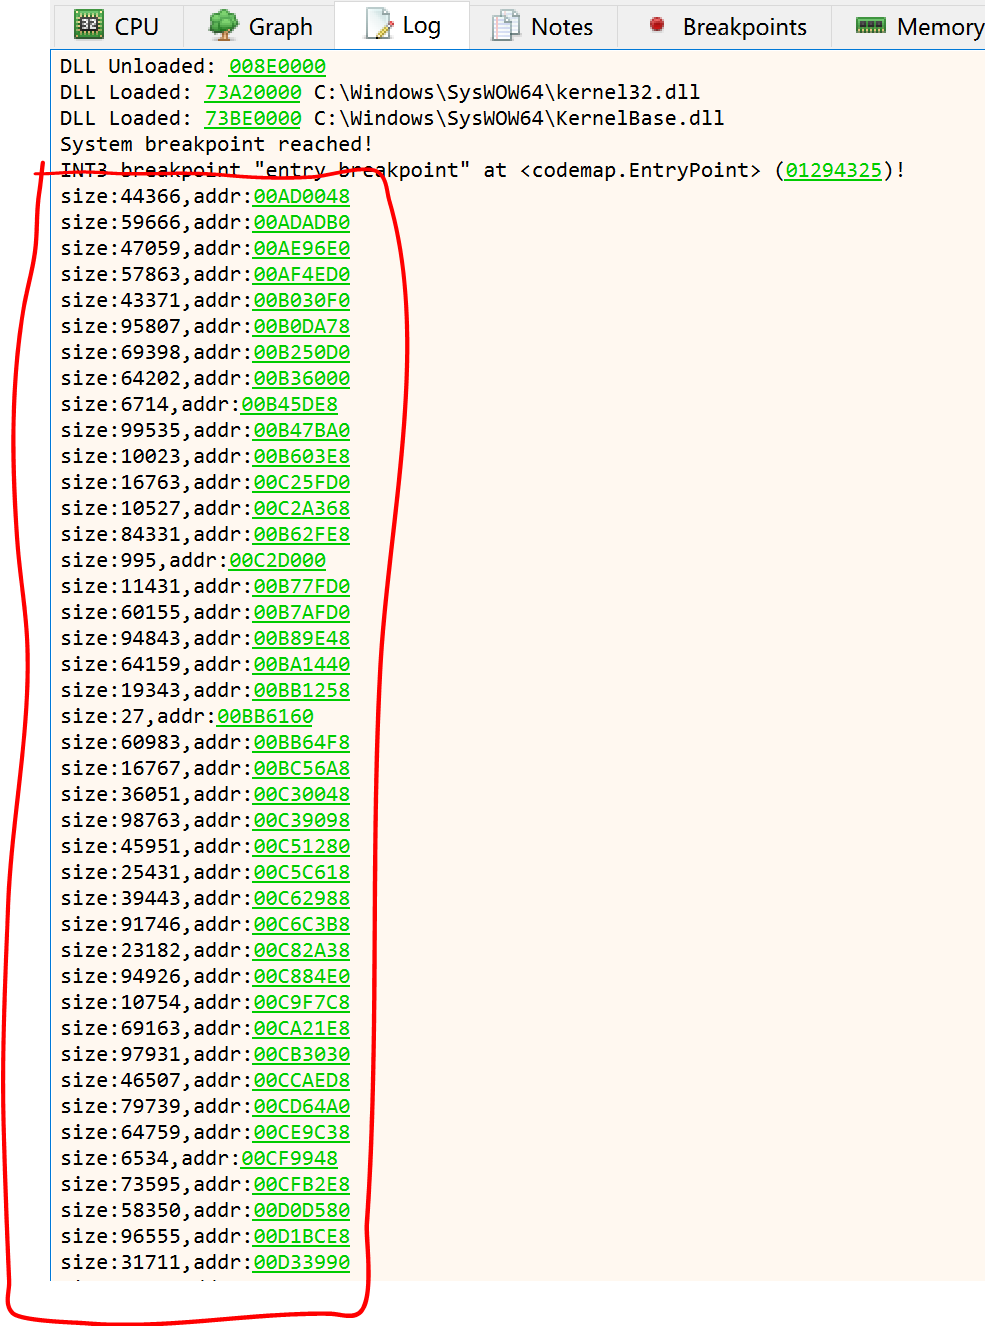 CPU Graph Log Notes Breakpoints Memory
DLL Unloaded: 008E0000
DLL Loaded: 73A20000 C:\Windows\SysWOW64\kernel32.dll
DLL Loaded: 73BE0000 C:\Windows\SysWOW64\KernelBase.dll
System breakpoint reached!
INT3 breakpoint "entry breakpoint" at <codemap.EntryPoint> (01294325)!
size:44366,addr:00AD0048
size:59666,addr:00ADADB0
size:47059,addr:00AE96E0
size:57863,addr:00AF4ED0
size:43371,addr:00B030F0
size:95807,addr:00B0DA78
size:69398,addr:00B250D0
size:64202,addr:00B36000
size:6714,addr:00B45DE8
size:99535,addr:00B47BA0
size:10023,addr:00B603E8
size:16763,addr:00C25FD0
size:10527,addr:00C2A368
size:84331,addr:00B62FE8
size:995,addr:00C2D000
size:11431,addr:00B77FD0
size:60155,addr:00B7AFD0
size:94843,addr:00B89E48
size:64159,addr:00BA1440
size:19343,addr:00BB1258
size:27,addr:00BB6160
size:60983,addr:00BB64F8
size:16767,addr:00BC56A8
size:36051,addr:00C30048
size:98763,addr:00C39098
size:45951,addr:00C51280
size:25431,addr:00C5C618
size:39443,addr:00C62988
size:91746,addr:00C6C3B8
size:23182,addr:00C82A38
size:94926,addr:00C884E0
size:10754,addr:00C9F7C8
size:69163,addr:00CA21E8
size:97931,addr:00CB3030
size:46507,addr:00CCAED8
size:79739,addr:00CD64A0
size:64759,addr:00CE9C38
size:6534,addr:00CF9948
size:73595,addr:00CFB2E8
size:58350,addr:00D0D580
size:96555,addr:00D1BCE8
size:31711,addr:00D33990